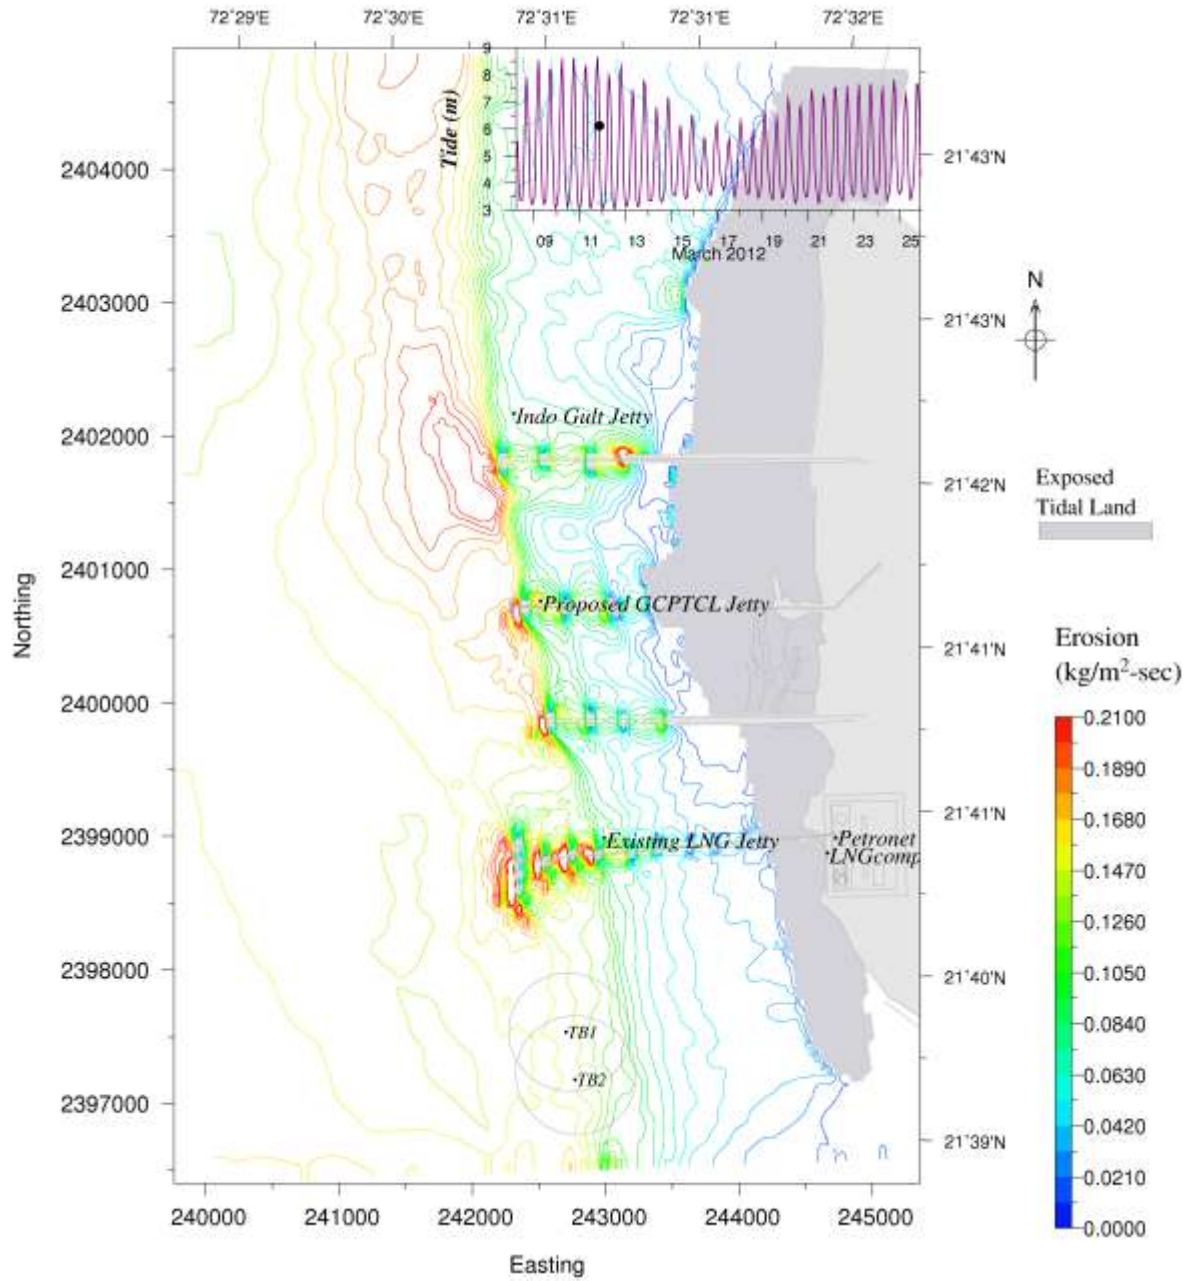 72°29'E 72°30'E 72°31'E 72°31'E 72°32'E
9
8
7
6
5
4
3
Tide (m)
09 11 13 15 17 19 21 23 25
March 2012
2404000
2403000
2402000
2401000
2400000
2399000
2398000
2397000
Northing
21°43'N
21°43'N
21°42'N
21°41'N
21°41'N
21°40'N
21°39'N
N
Indo Gult Jetty
Proposed GCPTCL Jetty
Existing LNG Jetty
Petronet
LNGcomp
TB1
TB2
Exposed
Tidal Land
Erosion
(kg/m²-sec)
0.2100
0.1890
0.1680
0.1470
0.1260
0.1050
0.0840
0.0630
0.0420
0.0210
0.0000
240000 241000 242000 243000 244000 245000
Easting